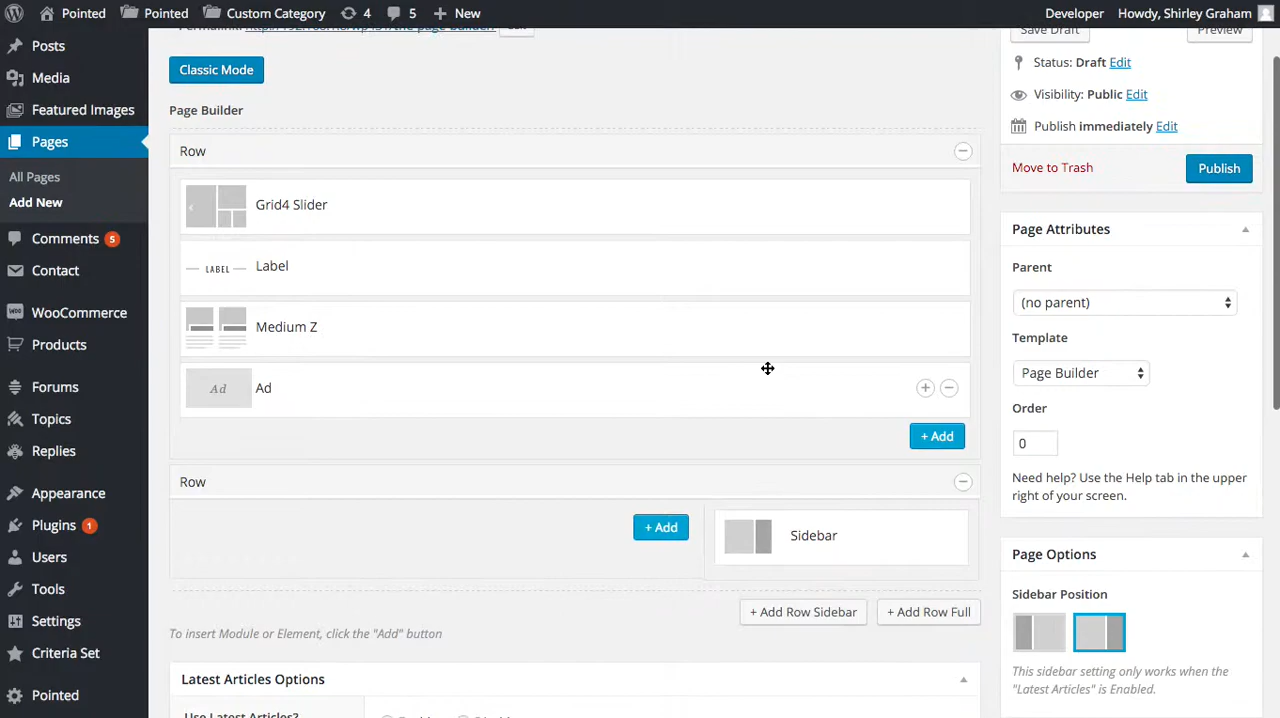 Pointed Pointed Custom Category 4 5 New Developer Howdy, Shirley Graham
Posts
Media
Featured Images
Pages
All Pages
Add New
Comments 5
Contact
WooCommerce
Products
Forums
Topics
Replies
Appearance
Plugins 1
Users
Tools
Settings
Criteria Set
Pointed
Classic Mode
Page Builder
Row
Grid4 Slider
LABEL Label
Medium Z
Ad Ad
+ Add
Row
+ Add Sidebar
+ Add Row Sidebar + Add Row Full
To insert Module or Element, click the "Add" button
Latest Articles Options
Use Latest Articles?
Save Draft Preview
Status: Draft Edit
Visibility: Public Edit
Publish immediately Edit
Move to Trash Publish
Page Attributes
Parent
(no parent)
Template
Page Builder
Order
0
Need help? Use the Help tab in the upper
right of your screen.
Page Options
Sidebar Position
This sidebar setting only works when the
"Latest Articles" is Enabled.